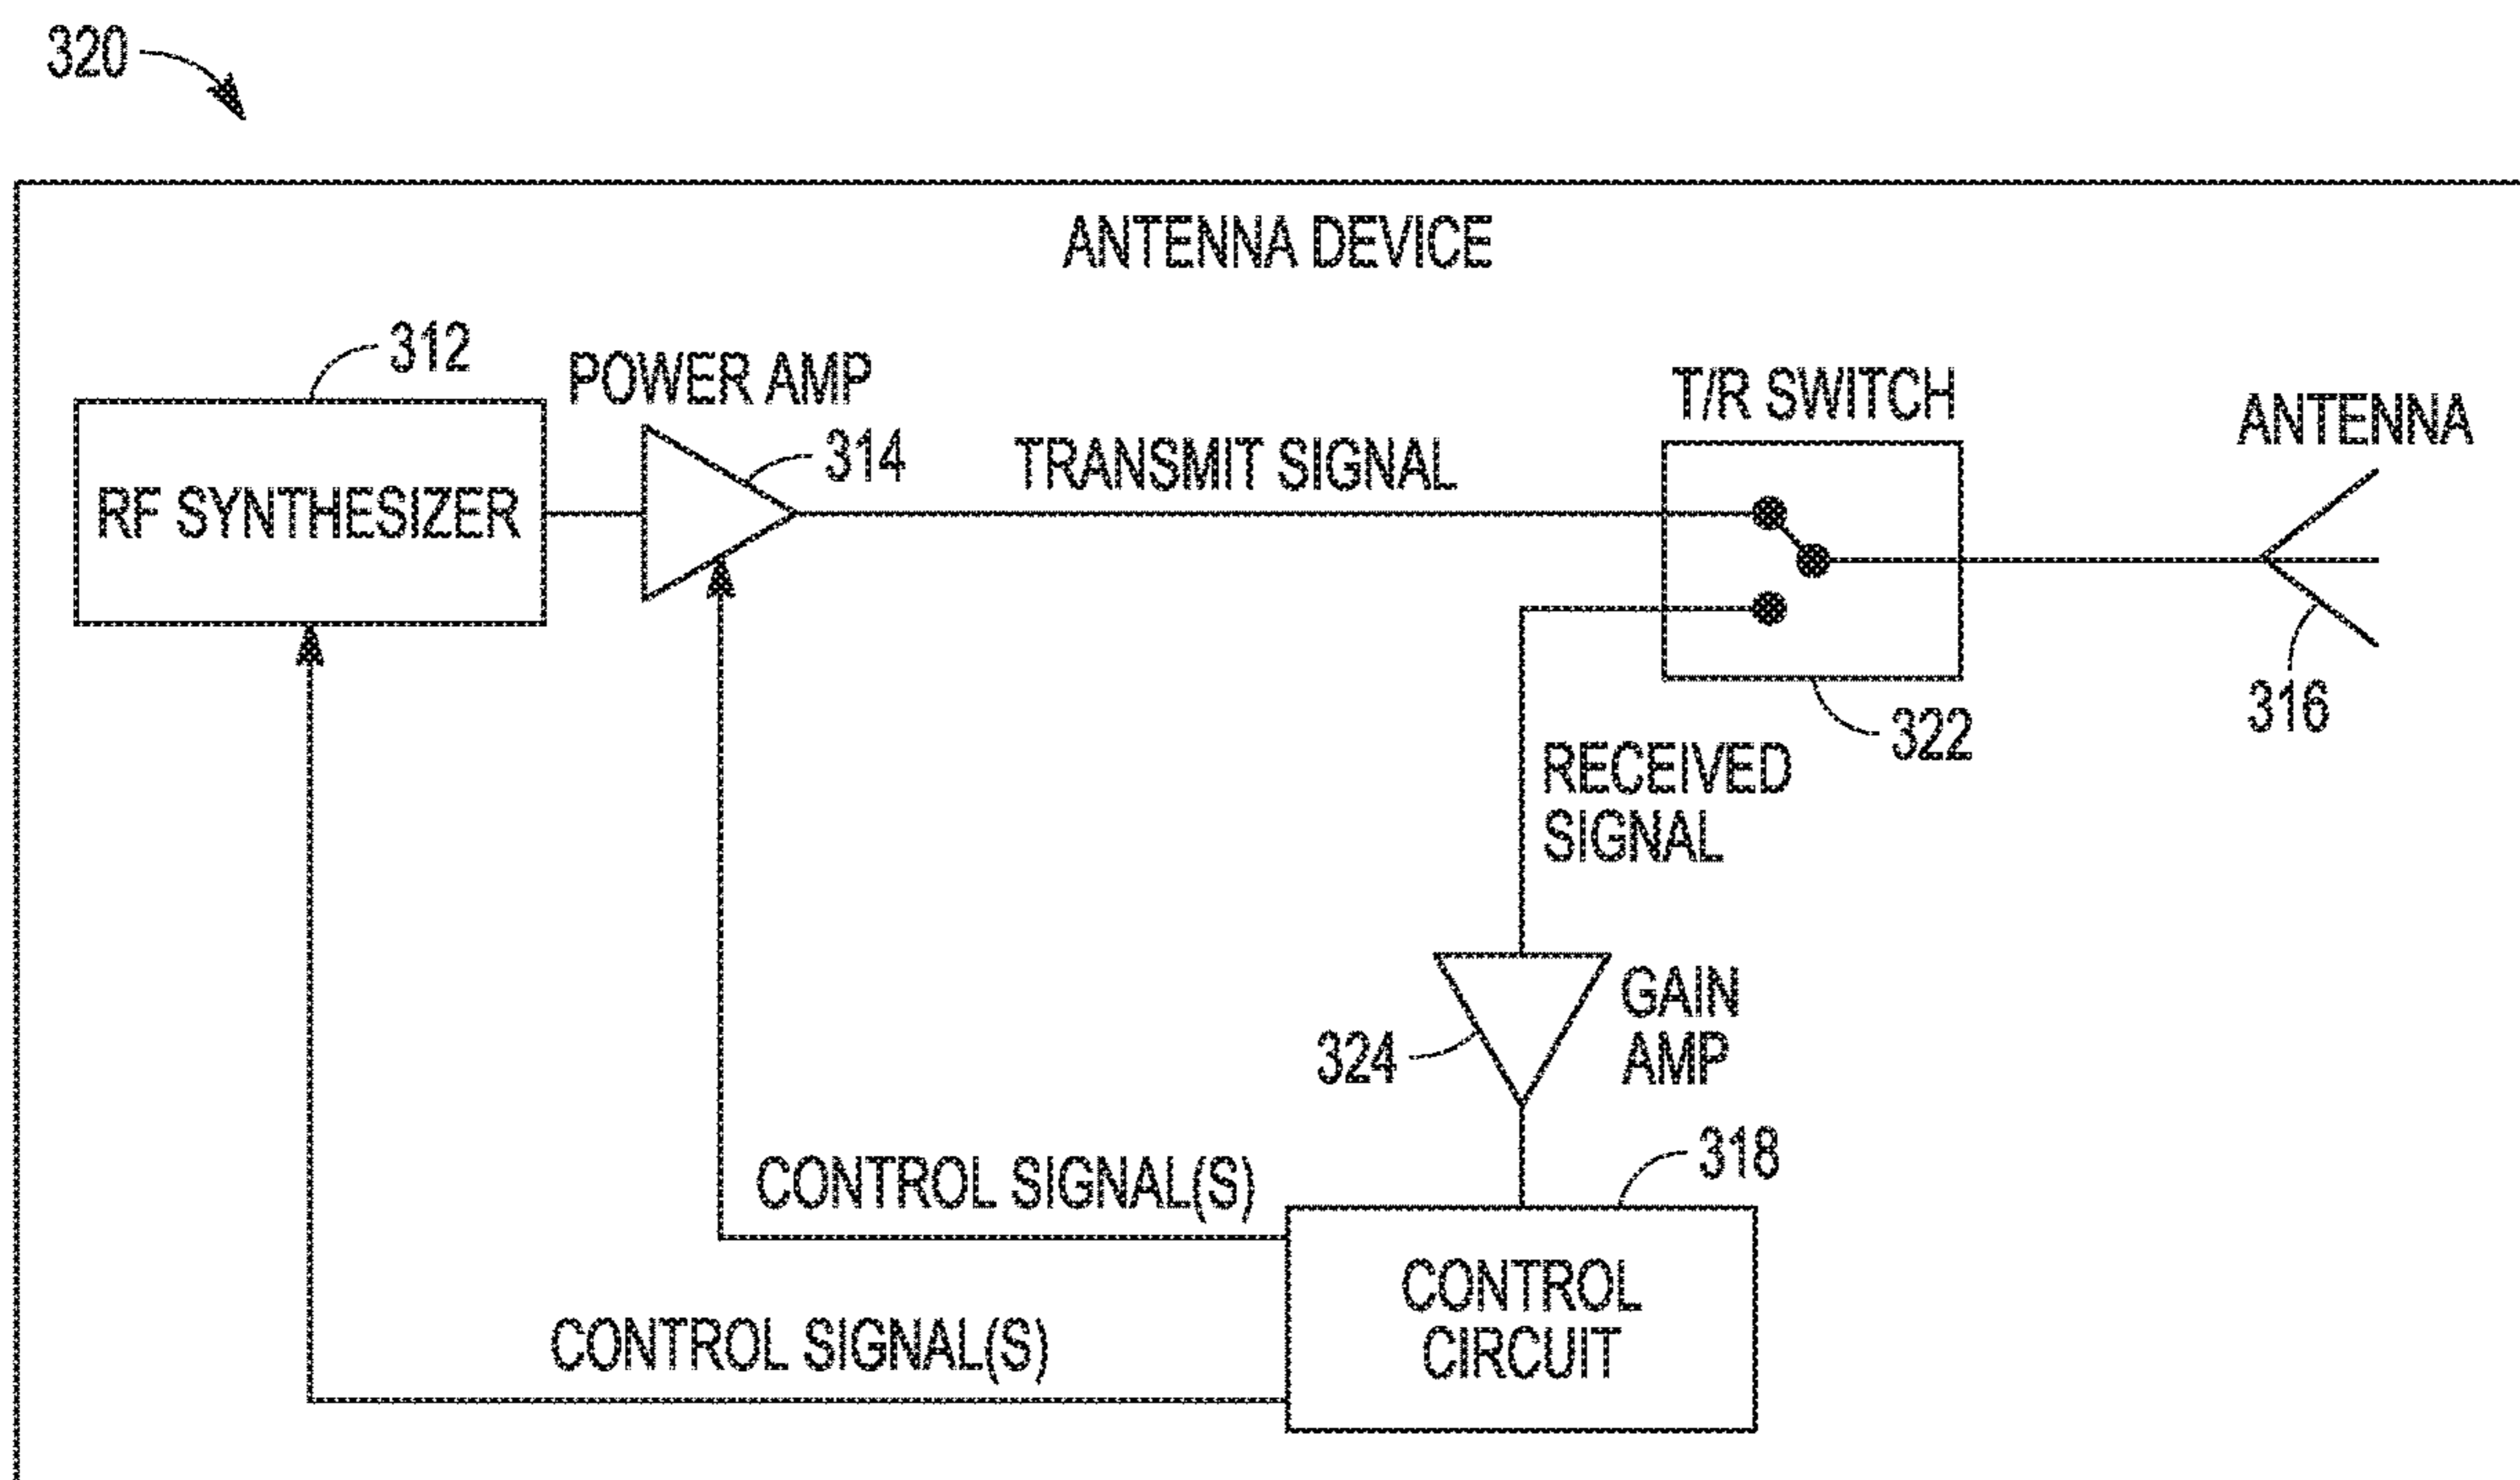 320
ANTENNA DEVICE
312
POWER AMP
314
TRANSMIT SIGNAL
T/R SWITCH
ANTENNA
RF SYNTHESIZER
316
322
RECEIVED
SIGNAL
GAIN
AMP
324
318
CONTROL SIGNAL(S)
CONTROL
CIRCUIT
CONTROL SIGNAL(S)